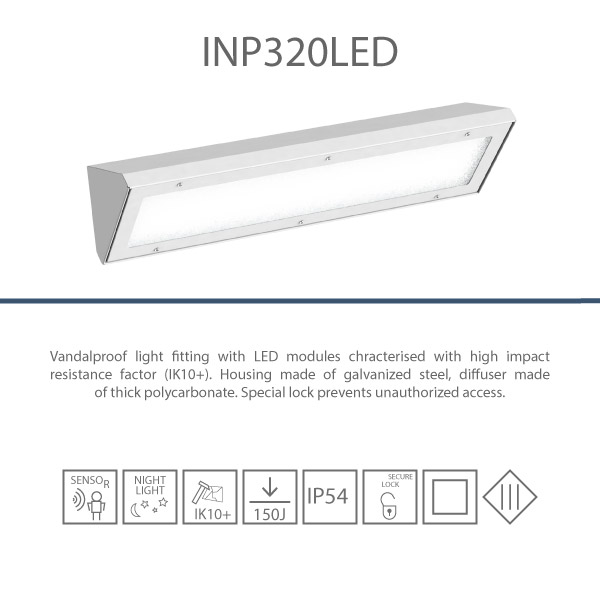 INP320LED
Vandalproof light fitting with LED modules chracterised with high impact
resistance factor (IK10+). Housing made of galvanized steel, diffuser made
of thick polycarbonate. Special lock prevents unauthorized access.
SENSOR
NIGHT
LIGHT
IK10+
150J
IP54
SECURE
LOCK
III